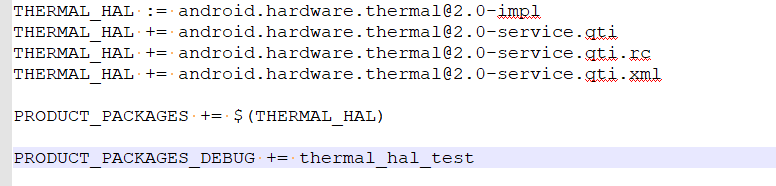 THERMAL_HAL := android.hardware.thermal@2.0-impl
THERMAL_HAL += android.hardware.thermal@2.0-service.qti
THERMAL_HAL += android.hardware.thermal@2.0-service.qti.rc
THERMAL_HAL += android.hardware.thermal@2.0-service.qti.xml
PRODUCT_PACKAGES += $(THERMAL_HAL)
PRODUCT_PACKAGES_DEBUG += thermal_hal_test